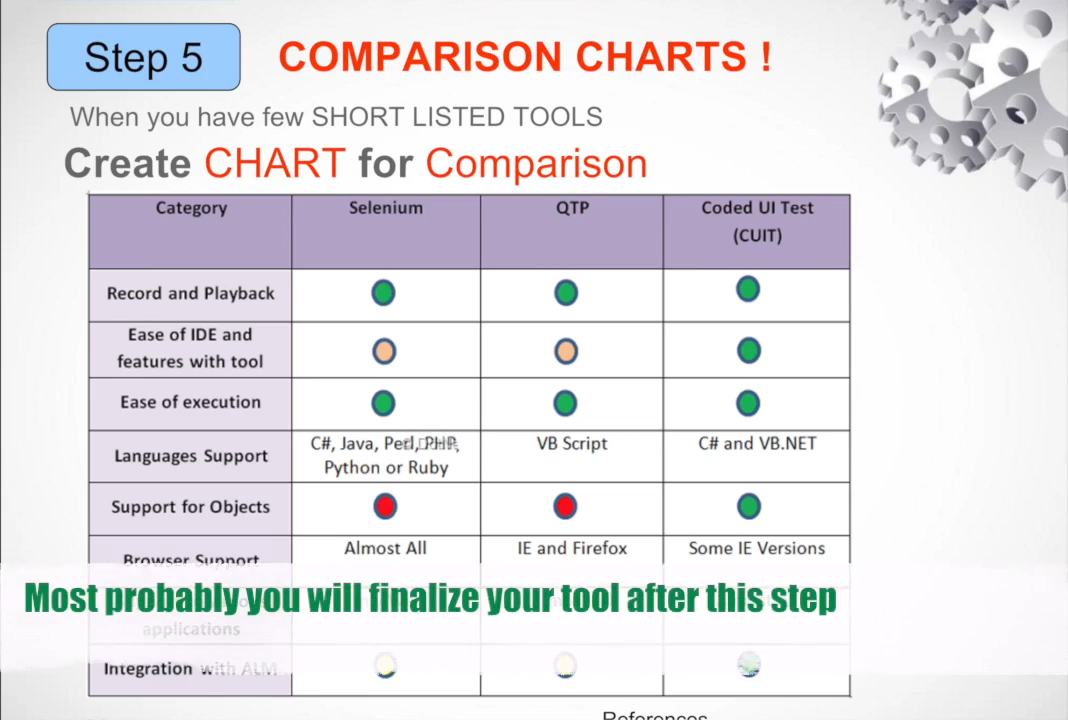 Step 5
COMPARISON CHARTS !
When you have few SHORT LISTED TOOLS
Create CHART for Comparison
Category Selenium QTP Coded UI Test
(CUIT)
Record and Playback
Ease of IDE and
features with tool
Ease of execution
Languages Support C#, Java, Perl, PHP, VB Script C# and VB.NET
Python or Ruby
Support for Objects
Browser Support Almost All IE and Firefox Some IE Versions
Most probably you will finalize your tool after this step
applications
Integration with ALM
References